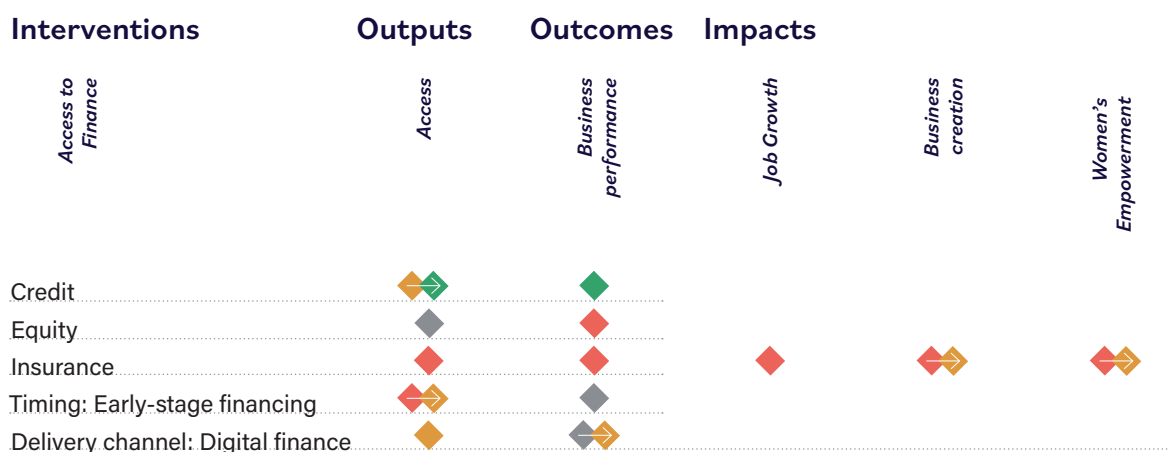 Interventions Outputs Outcomes Impacts
Access to
Finance
Access
Business
performance
Job Growth
Business
creation
Women's
Empowerment
Credit
Equity
Insurance
Timing: Early-stage financing
Delivery channel: Digital finance